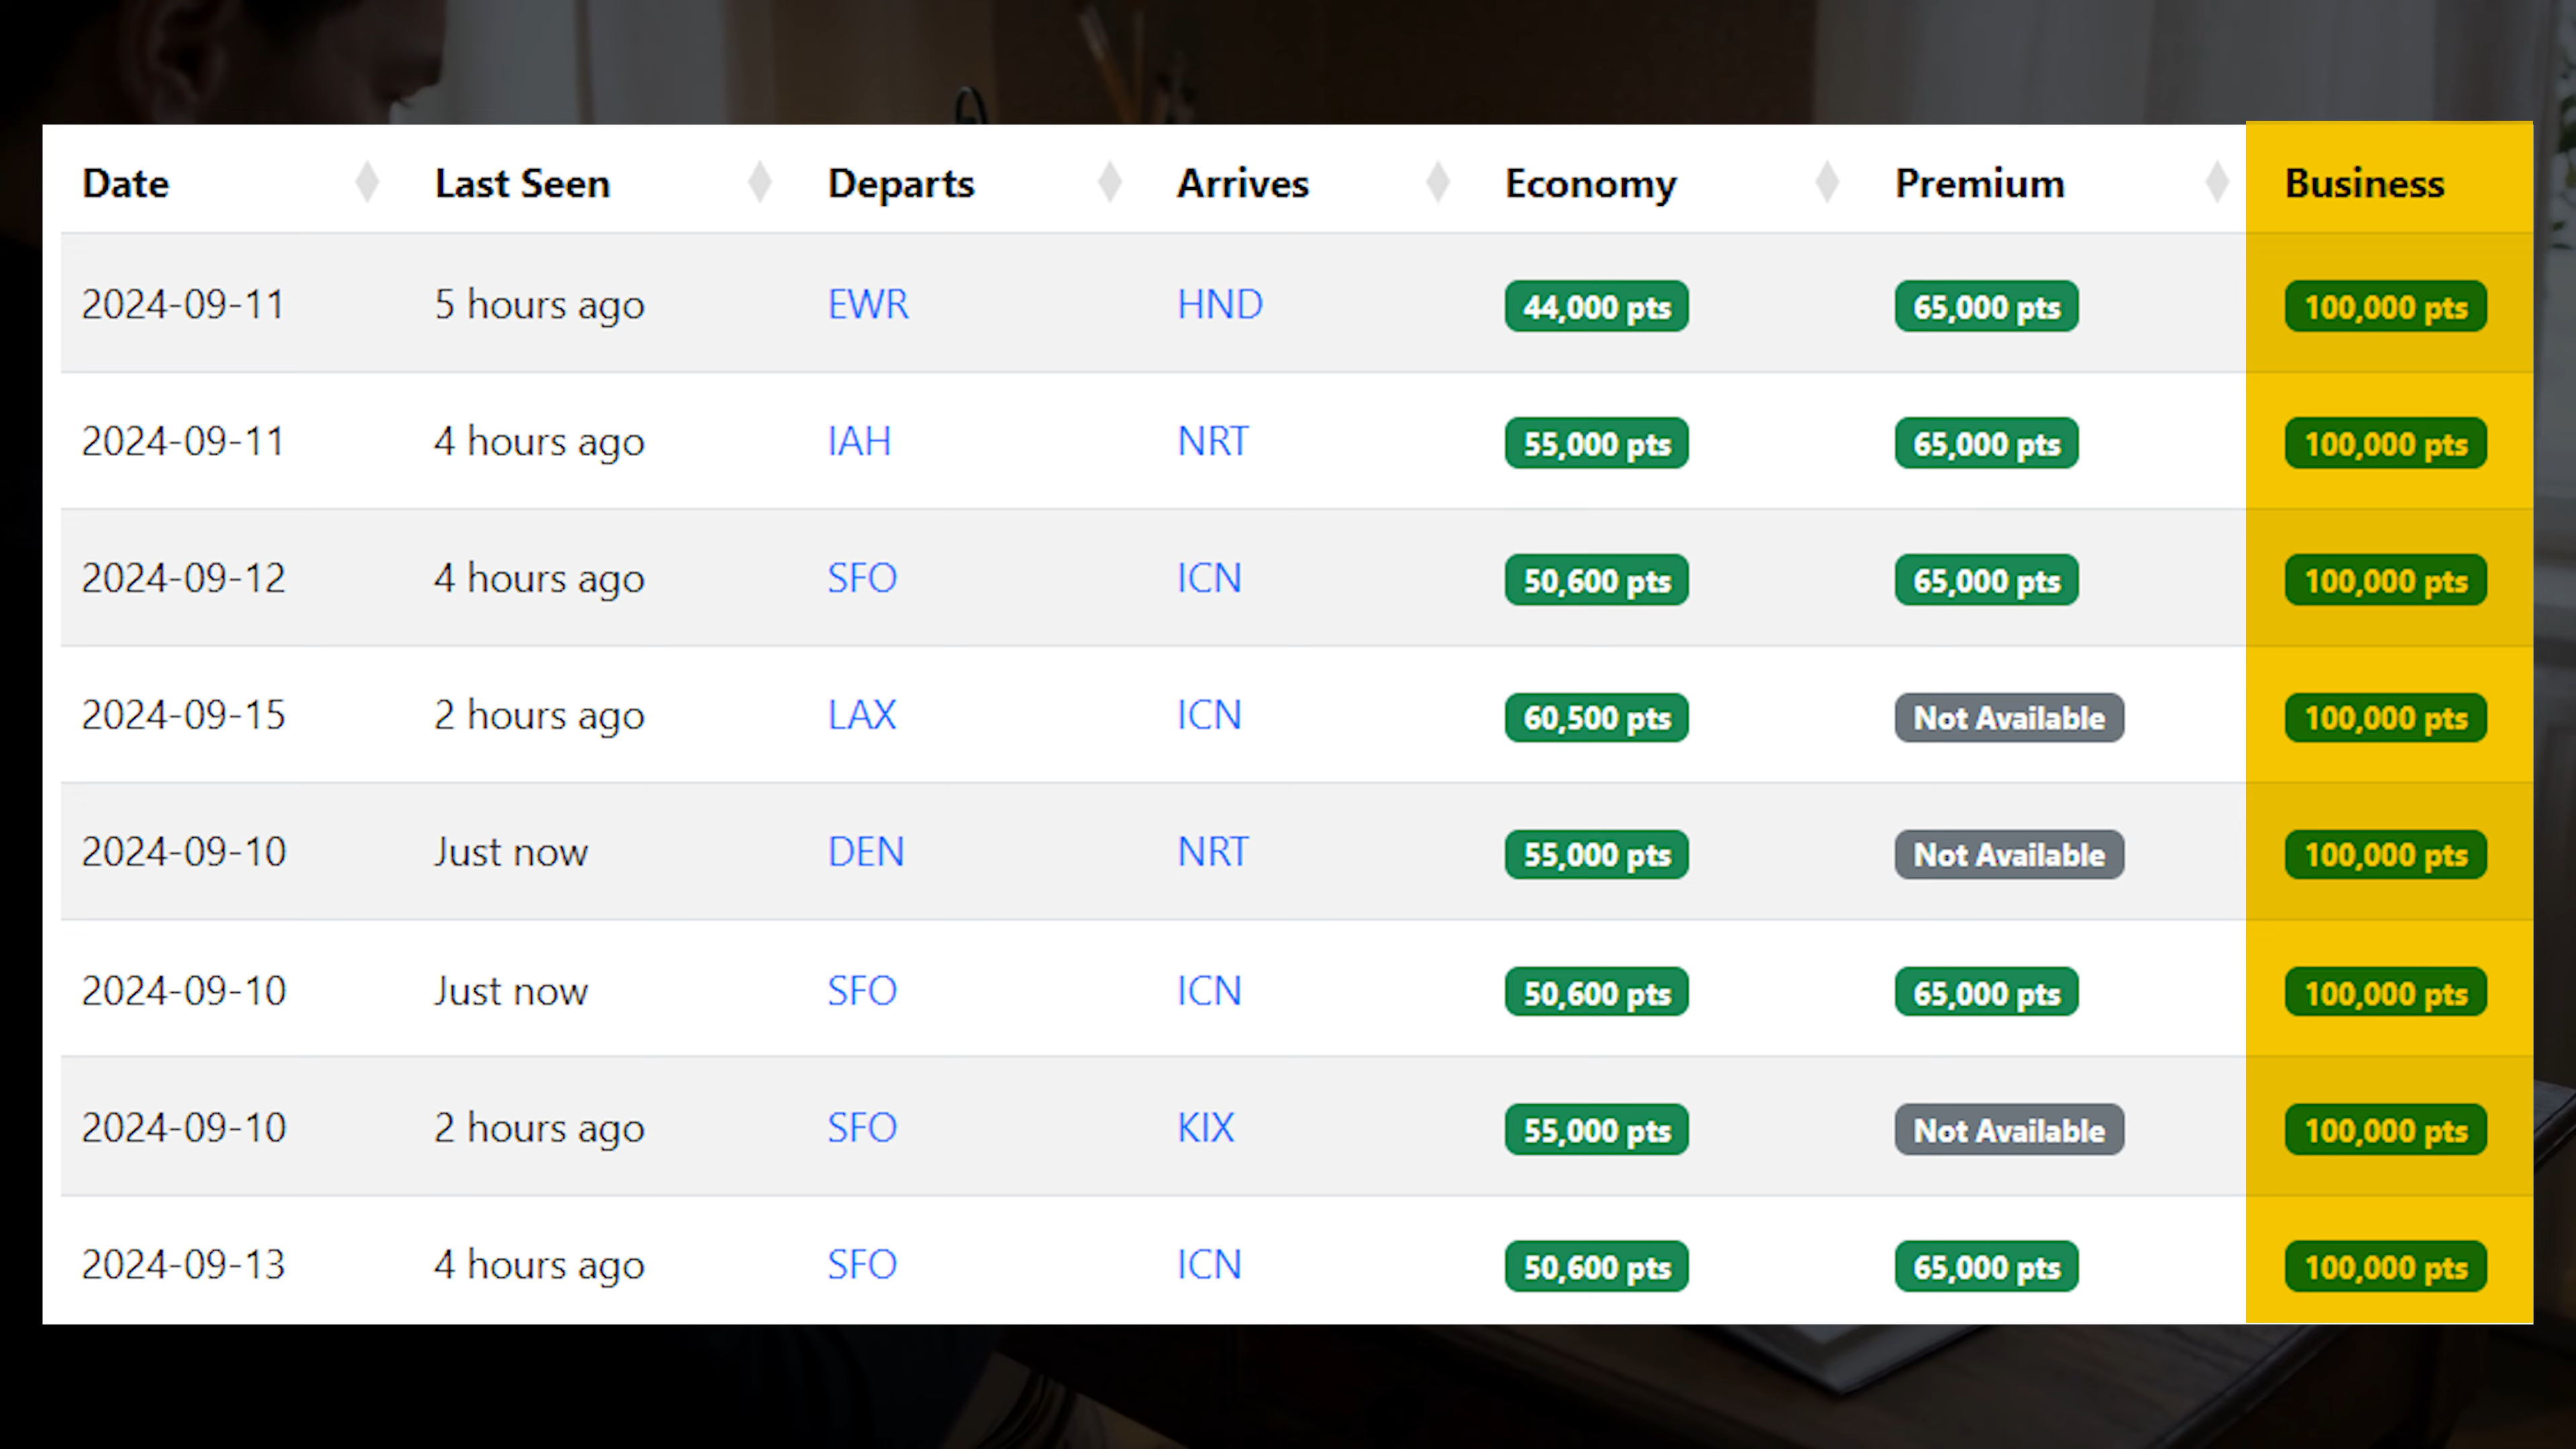 Date Last Seen Departs Arrives Economy Premium Business
2024-09-11 5 hours ago EWR HND 44,000 pts 65,000 pts 100,000 pts
2024-09-11 4 hours ago IAH NRT 55,000 pts 65,000 pts 100,000 pts
2024-09-12 4 hours ago SFO ICN 50,600 pts 65,000 pts 100,000 pts
2024-09-15 2 hours ago LAX ICN 60,500 pts Not Available 100,000 pts
2024-09-10 Just now DEN NRT 55,000 pts Not Available 100,000 pts
2024-09-10 Just now SFO ICN 50,600 pts 65,000 pts 100,000 pts
2024-09-10 2 hours ago SFO KIX 55,000 pts Not Available 100,000 pts
2024-09-13 4 hours ago SFO ICN 50,600 pts 65,000 pts 100,000 pts